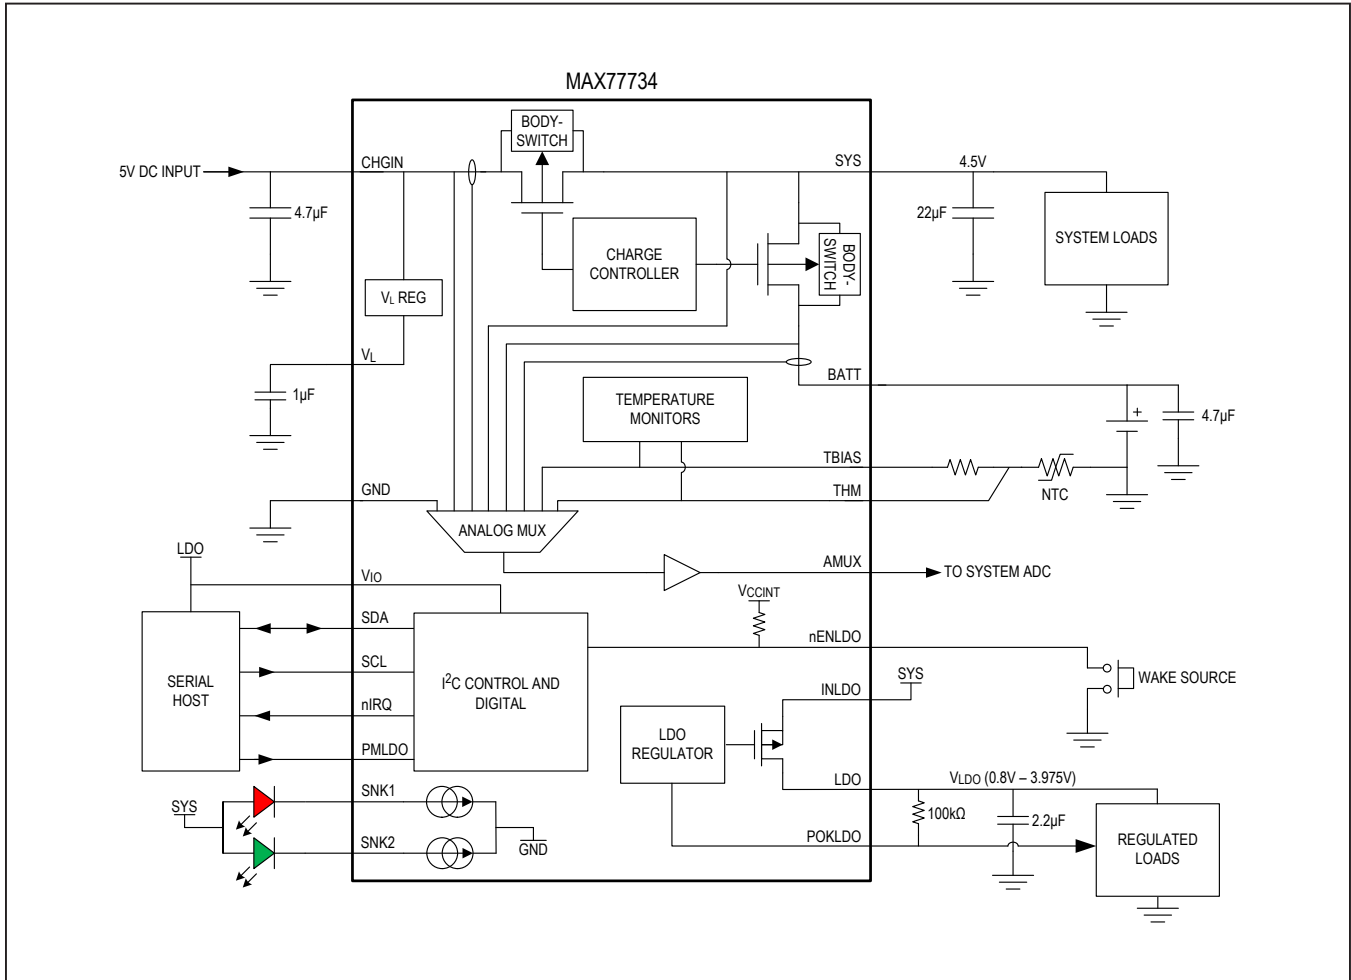 MAX77734
BODY-
SWITCH
5V DC INPUT
CHGIN
SYS
4.5V
4.7µF
22µF
SYSTEM LOADS
CHARGE
CONTROLLER
BODY-
SWITCH
VL REG
VL
1µF
BATT
TEMPERATURE
MONITORS
+
4.7µF
TBIAS
NTC
GND
THM
ANALOG MUX
LDO
AMUX
TO SYSTEM ADC
VIO
VCCINT
SDA
nENLDO
SCL
SERIAL
HOST
I2C CONTROL AND
DIGITAL
nIRQ
PMLDO
WAKE SOURCE
INLDO
SYS
LDO
REGULATOR
LDO
VLDO (0.8V – 3.975V)
SYS
SNK1
100kΩ
2.2µF
SNK2
GND
POKLDO
REGULATED
LOADS